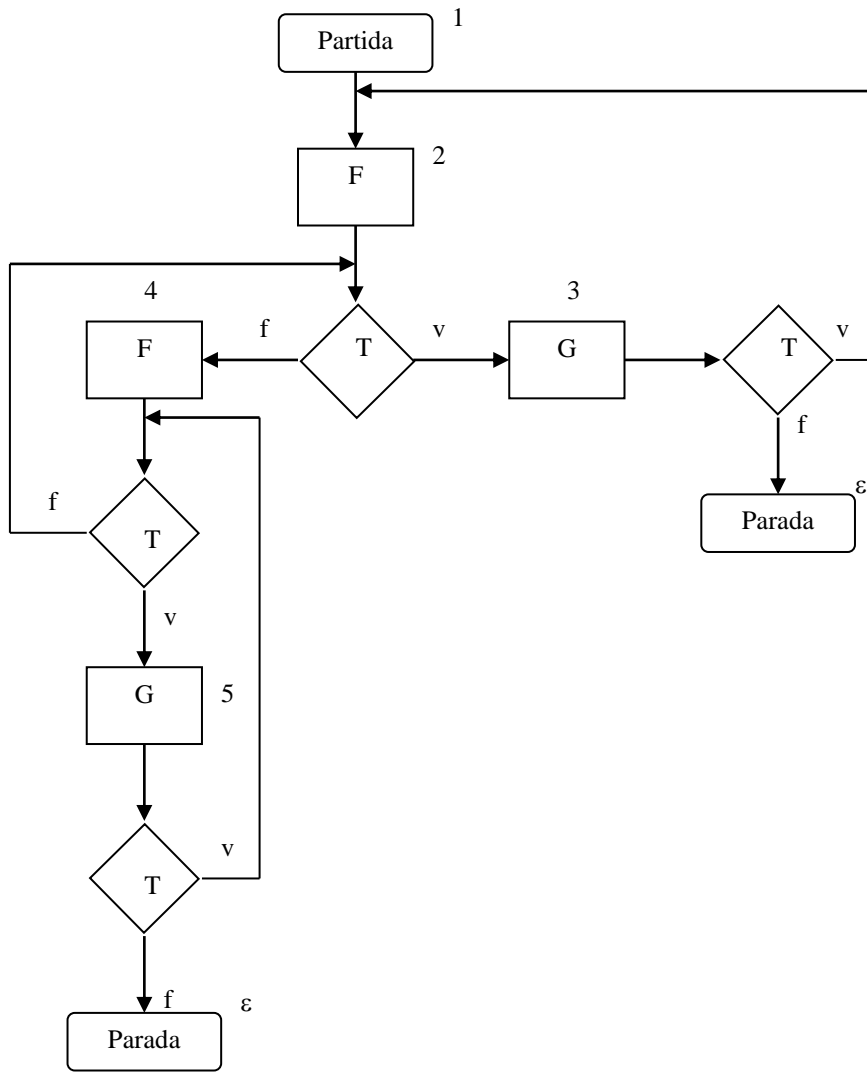 Partida 1
F 2
4 3
f v v
F T G T
f
f ε
Parada
T
v
G 5
v
T
f ε
Parada